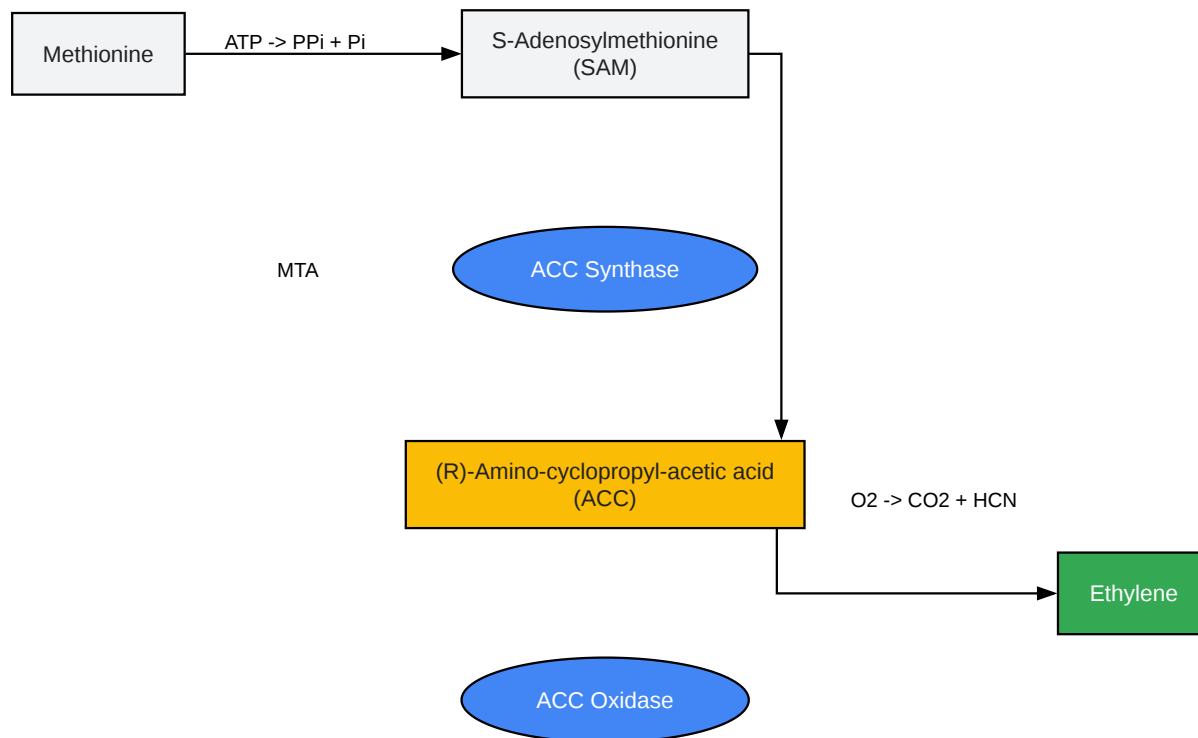 Methionine
ATP -> PPi + Pi
S-Adenosylmethionine
(SAM)
MTA
ACC Synthase
(R)-Amino-cyclopropyl-acetic acid
(ACC)
O2 -> CO2 + HCN
Ethylene
ACC Oxidase